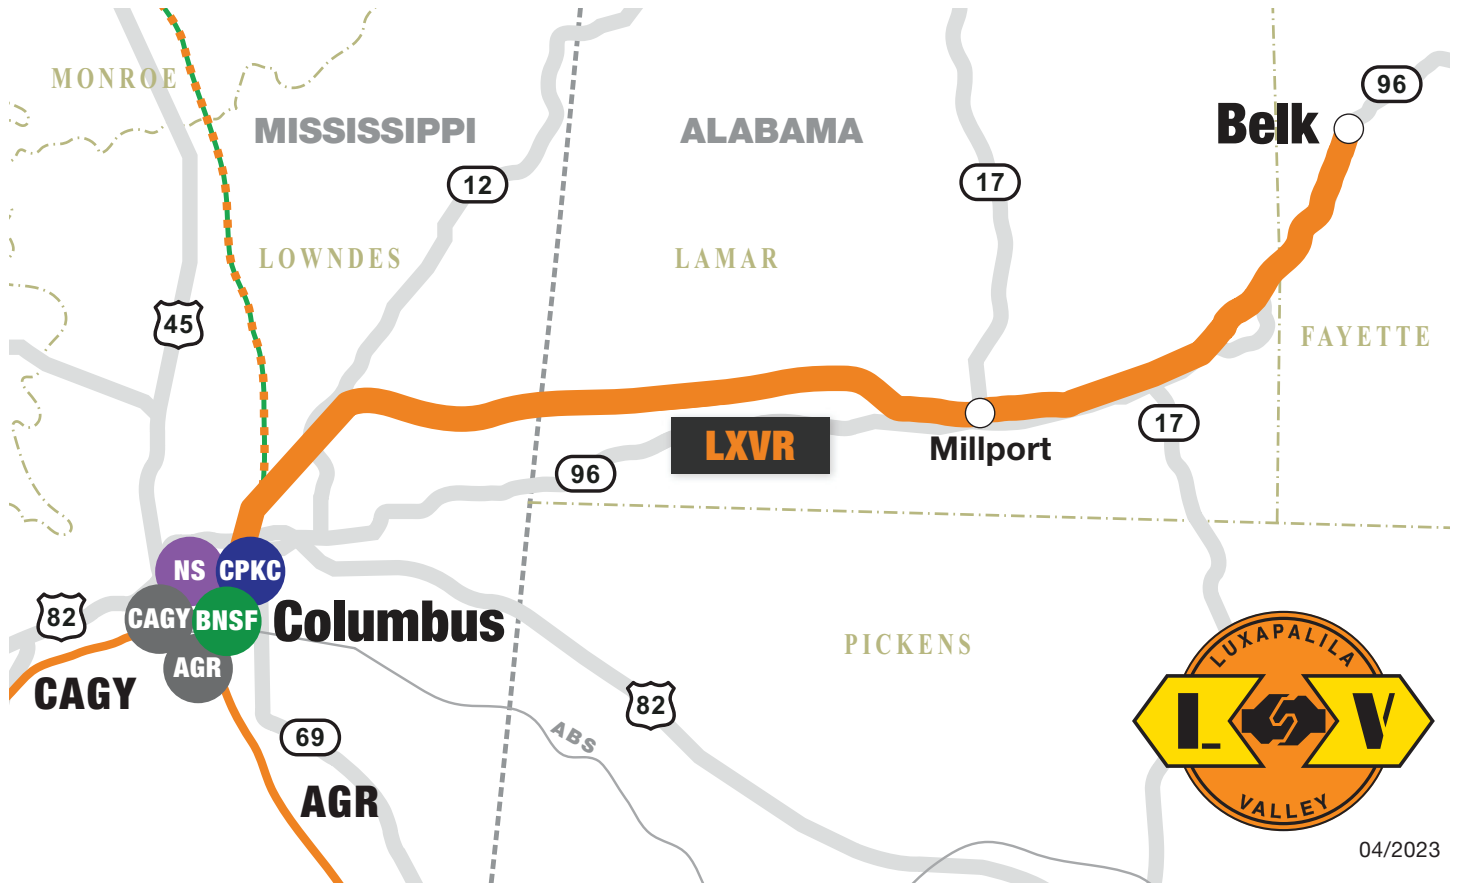 MONROE
MISSISSIPPI
ALABAMA
96
Belk
12
17
LOWNDES
LAMAR
45
FAYETTE
LXVR
17
Millport
96
NS
CPKC
82
CAGY
BNSF
Columbus
AGR
CAGY
PICKENS
LUXAPALILA
L V
VALLEY
82
69
ABS
AGR
04/2023